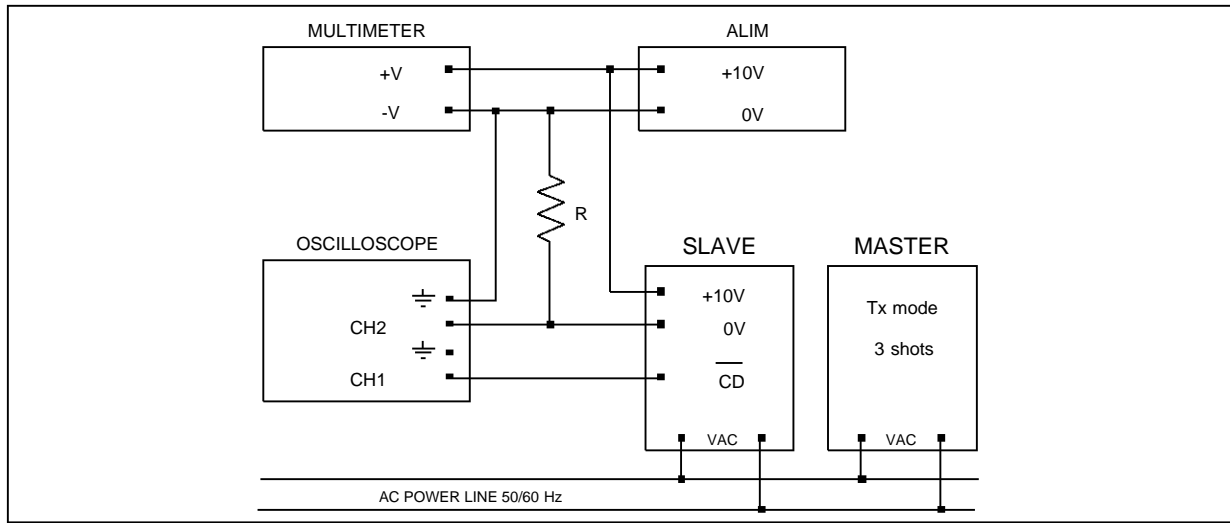 MULTIMETER
+V
-V
ALIM
+10V
0V
R
OSCILLOSCOPE
CH2
CH1
SLAVE
+10V
0V
CD
VAC
MASTER
Tx mode
3 shots
VAC
AC POWER LINE 50/60 Hz